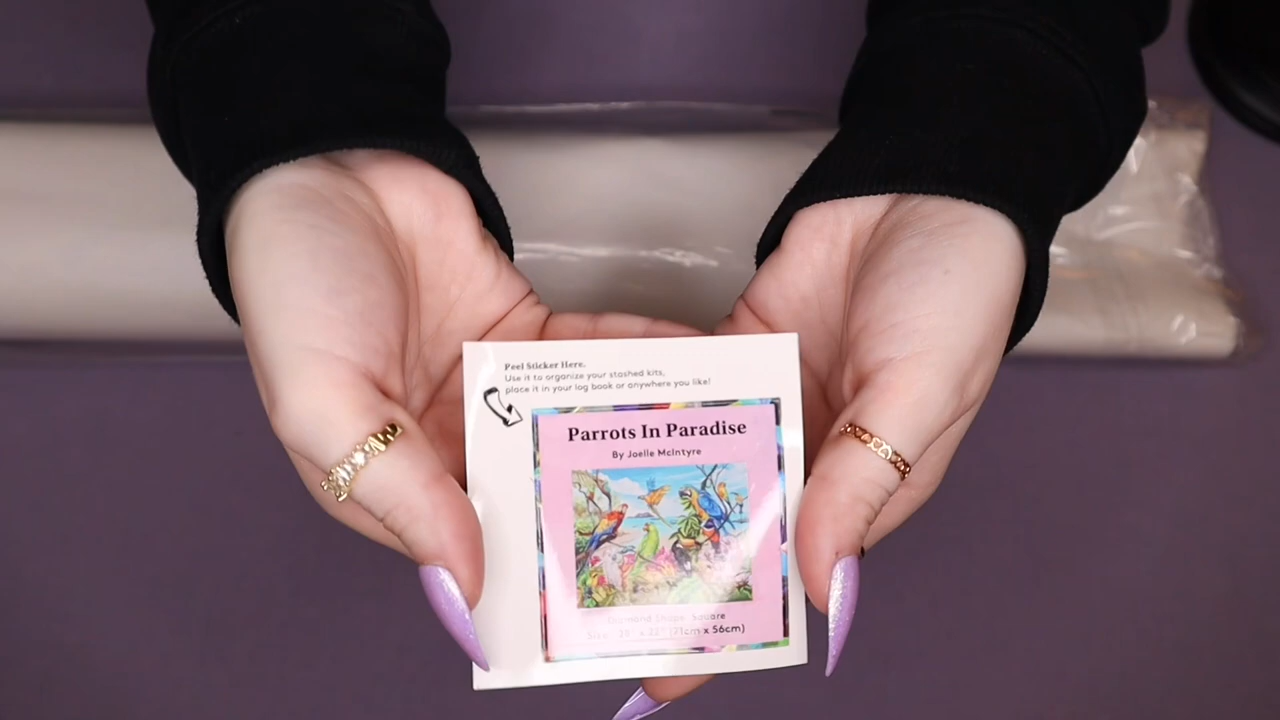 Peel Sticker Here.
Use it to organize your stashed kits,
place it in your log book or anywhere you like!
Parrots In Paradise
By Joelle McIntyre
Diamond Shape: Square
Size: 28" x 22" (71cm x 56cm)